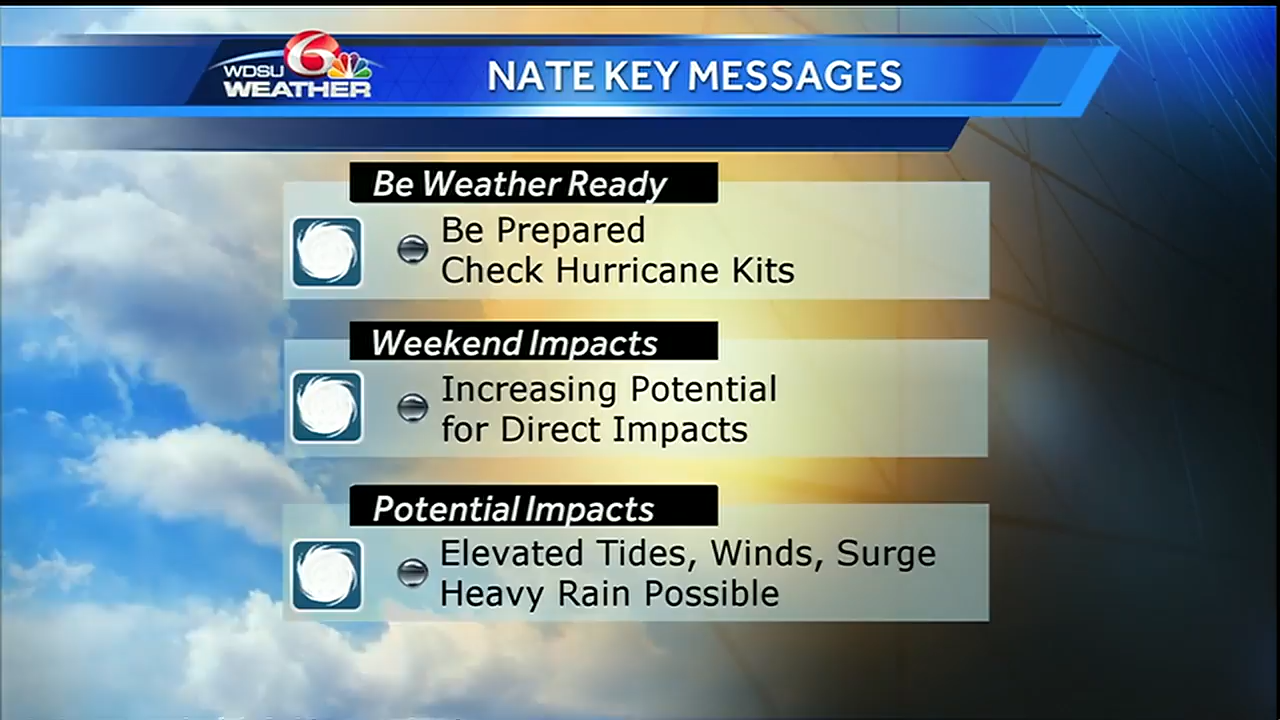 WDSU 6
WEATHER
NATE KEY MESSAGES
Be Weather Ready
Be Prepared
Check Hurricane Kits
Weekend Impacts
Increasing Potential
for Direct Impacts
Potential Impacts
Elevated Tides, Winds, Surge
Heavy Rain Possible